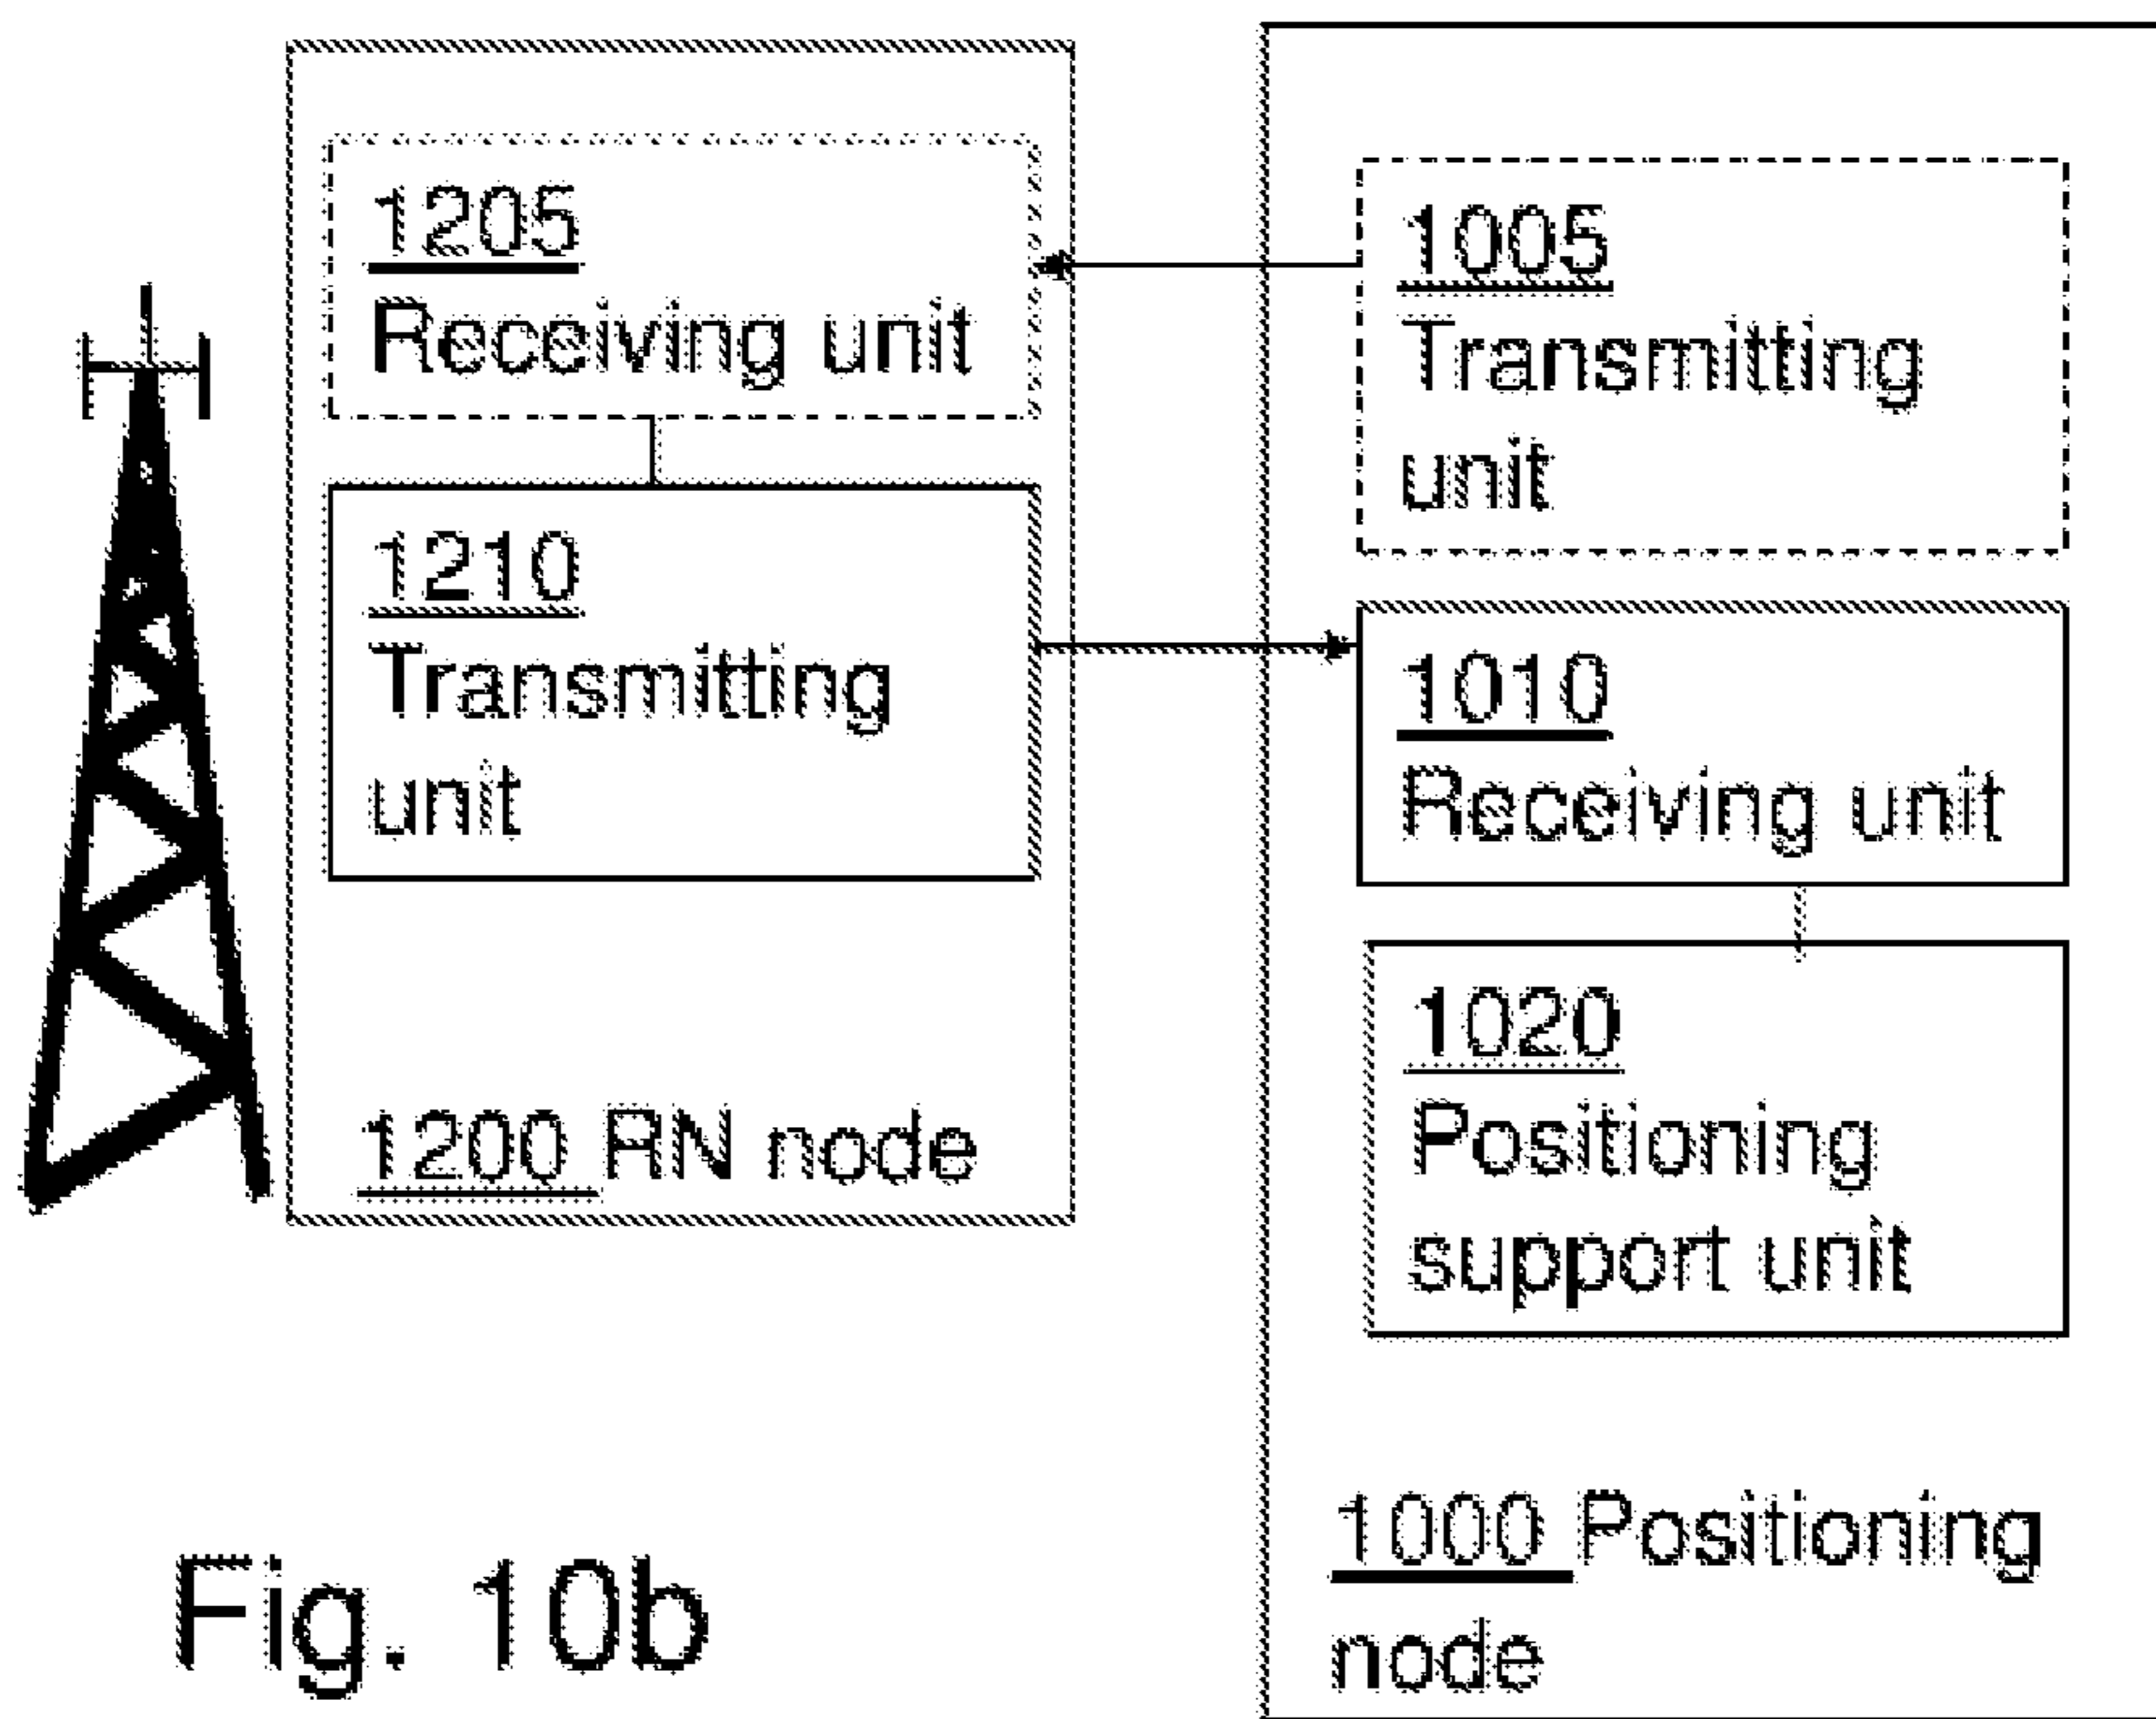 1205
Receiving unit
1210
Transmitting
unit
1200 RN node
1005
Transmitting
unit
1010
Receiving unit
1020
Positioning
support unit
1000 Positioning
node
Fig. 10b